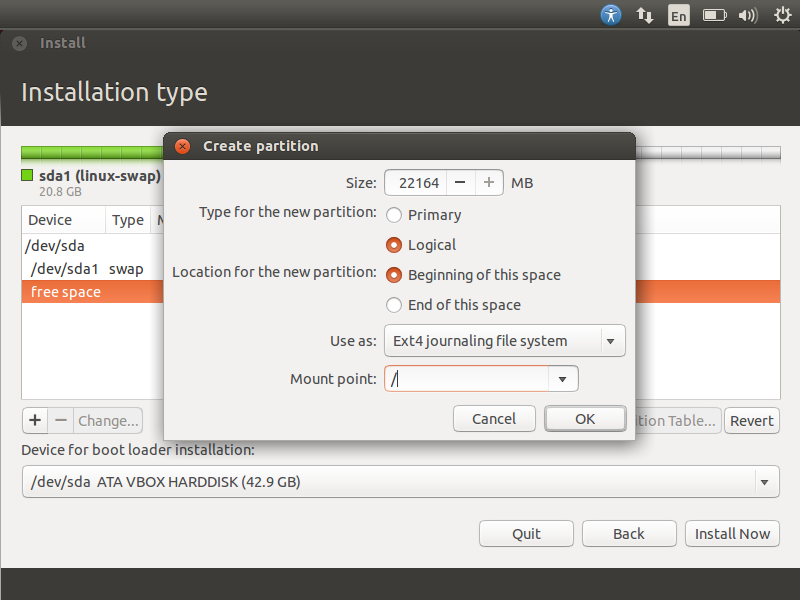 En
Install
Installation type
Create partition
sda1 (linux-swap)
20.8 GB
Size: 22164 MB
Type for the new partition: Primary
Logical
Location for the new partition: Beginning of this space
End of this space
Use as: Ext4 journaling file system
Mount point: /
Cancel OK
Device Type
/dev/sda
/dev/sda1 swap
free space
+ − Change... Table... Revert
Device for boot loader installation:
/dev/sda ATA VBOX HARDDISK (42.9 GB)
Quit Back Install Now